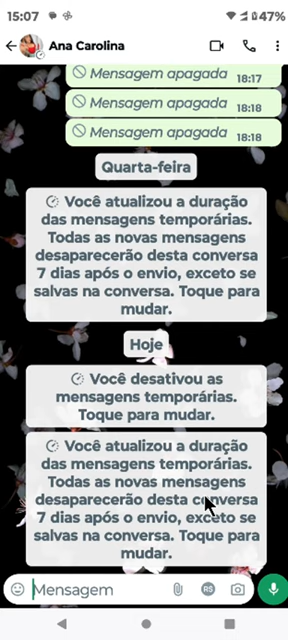 15:07 47%
Ana Carolina
Mensagem apagada 18:17
Mensagem apagada 18:18
Mensagem apagada 18:18
Quarta-feira
Você atualizou a duração
das mensagens temporárias.
Todas as novas mensagens
desaparecerão desta conversa
7 dias após o envio, exceto se
salvas na conversa. Toque para
mudar.
Hoje
Você desativou as
mensagens temporárias.
Toque para mudar.
Você atualizou a duração
das mensagens temporárias.
Todas as novas mensagens
desaparecerão desta conversa
7 dias após o envio, exceto se
salvas na conversa. Toque para
mudar.
Mensagem R$